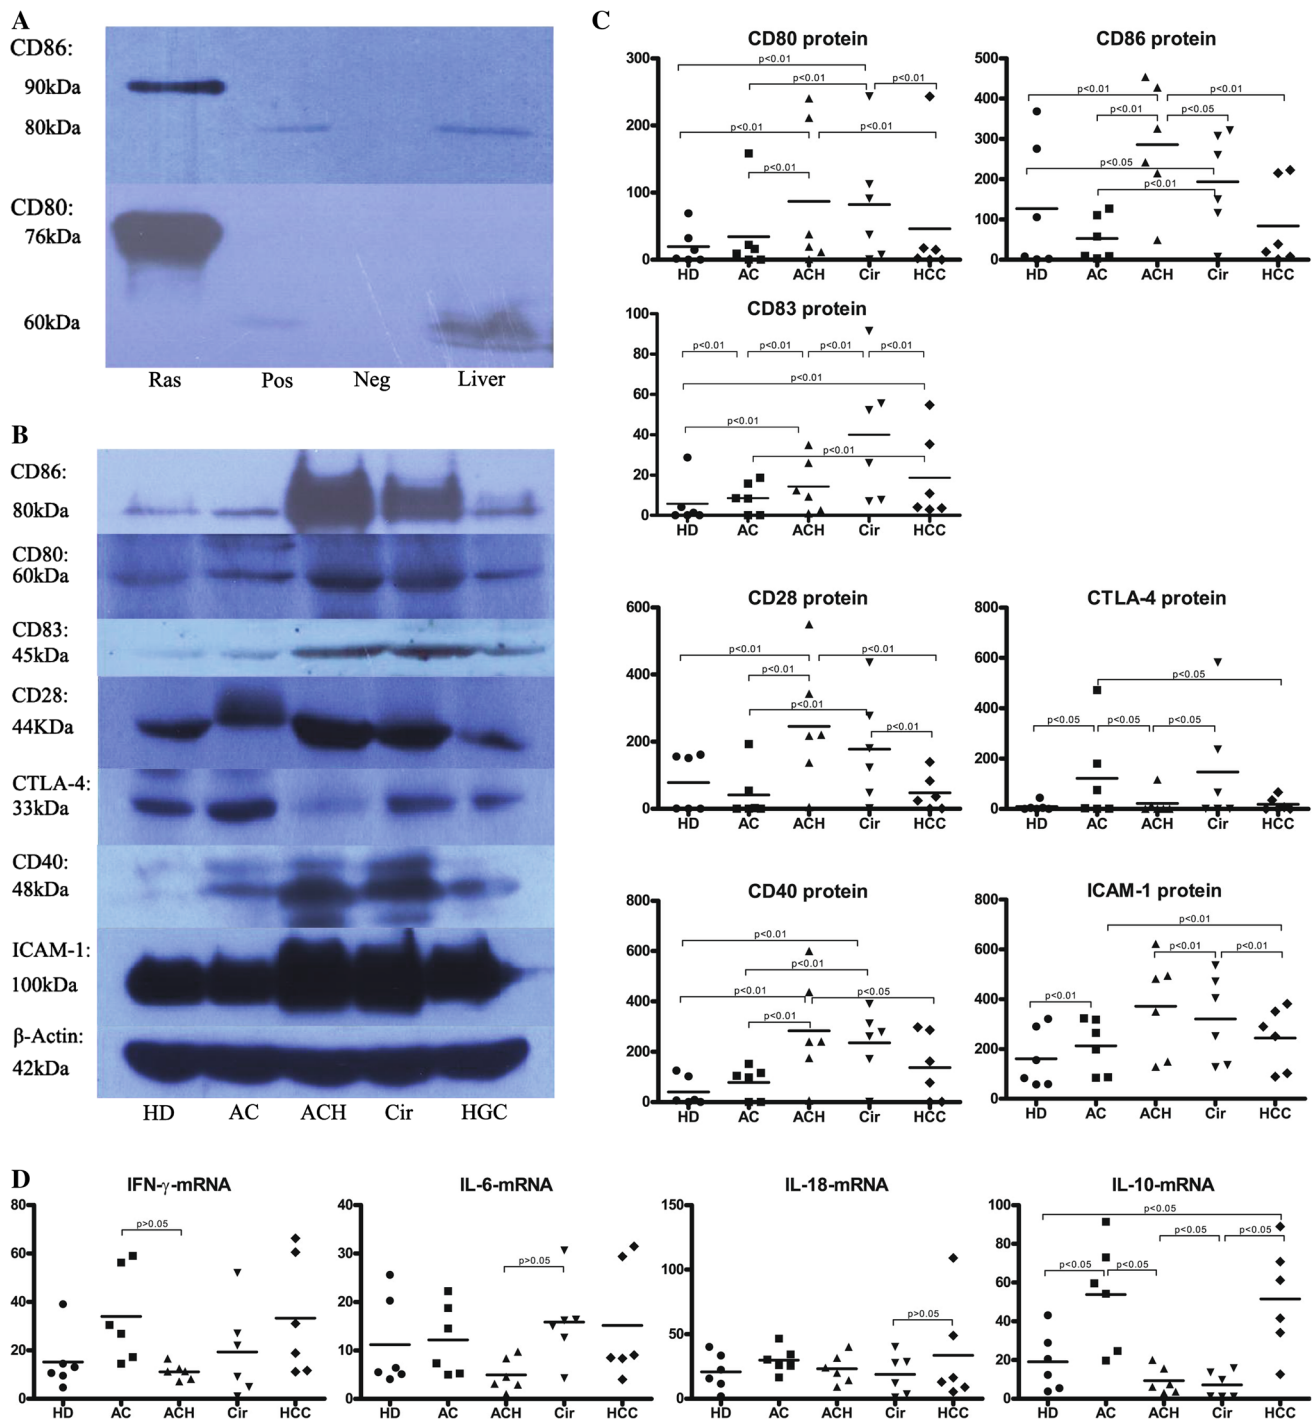 A
CD86:
90kDa
80kDa
CD80:
76kDa
60kDa
Ras Pos Neg Liver
B
CD86:
80kDa
CD80:
60kDa
CD83:
45kDa
CD28:
44KDa
CTLA-4:
33kDa
CD40:
48kDa
ICAM-1:
100kDa
β-Actin:
42kDa
HD AC ACH Cir HGC
C
CD80 protein
300
200
100
0
p<0.01
p<0.01 p<0.01
p<0.01 p<0.01
p<0.01
HD AC ACH Cir HCC
CD86 protein
500
400
300
200
100
0
p<0.01 p<0.01
p<0.01 p<0.05
p<0.05
p<0.01
HD AC ACH Cir HCC
CD83 protein
100
80
60
40
20
0
p<0.01 p<0.01 p<0.01 p<0.01
p<0.01
p<0.01
p<0.01
HD AC ACH Cir HCC
CD28 protein
600
400
200
0
p<0.01 p<0.01
p<0.01
p<0.01
p<0.01
HD AC ACH Cir HCC
CTLA-4 protein
800
600
400
200
0
p<0.05
p<0.05 p<0.05 p<0.05
HD AC ACH Cir HCC
CD40 protein
800
600
400
200
0
p<0.01
p<0.01
p<0.01 p<0.05
p<0.01
HD AC ACH Cir HCC
ICAM-1 protein
800
600
400
200
0
p<0.01
p<0.01 p<0.01
p<0.01
HD AC ACH Cir HCC
D
IFN-γ-mRNA
80
60
40
20
0
p>0.05
HD AC ACH Cir HCC
IL-6-mRNA
40
30
20
10
0
p>0.05
HD AC ACH Cir HCC
IL-18-mRNA
150
100
50
0
p>0.05
HD AC ACH Cir HCC
IL-10-mRNA
100
80
60
40
20
0
p<0.05
p<0.05 p<0.05
p<0.05 p<0.05
HD AC ACH Cir HCC